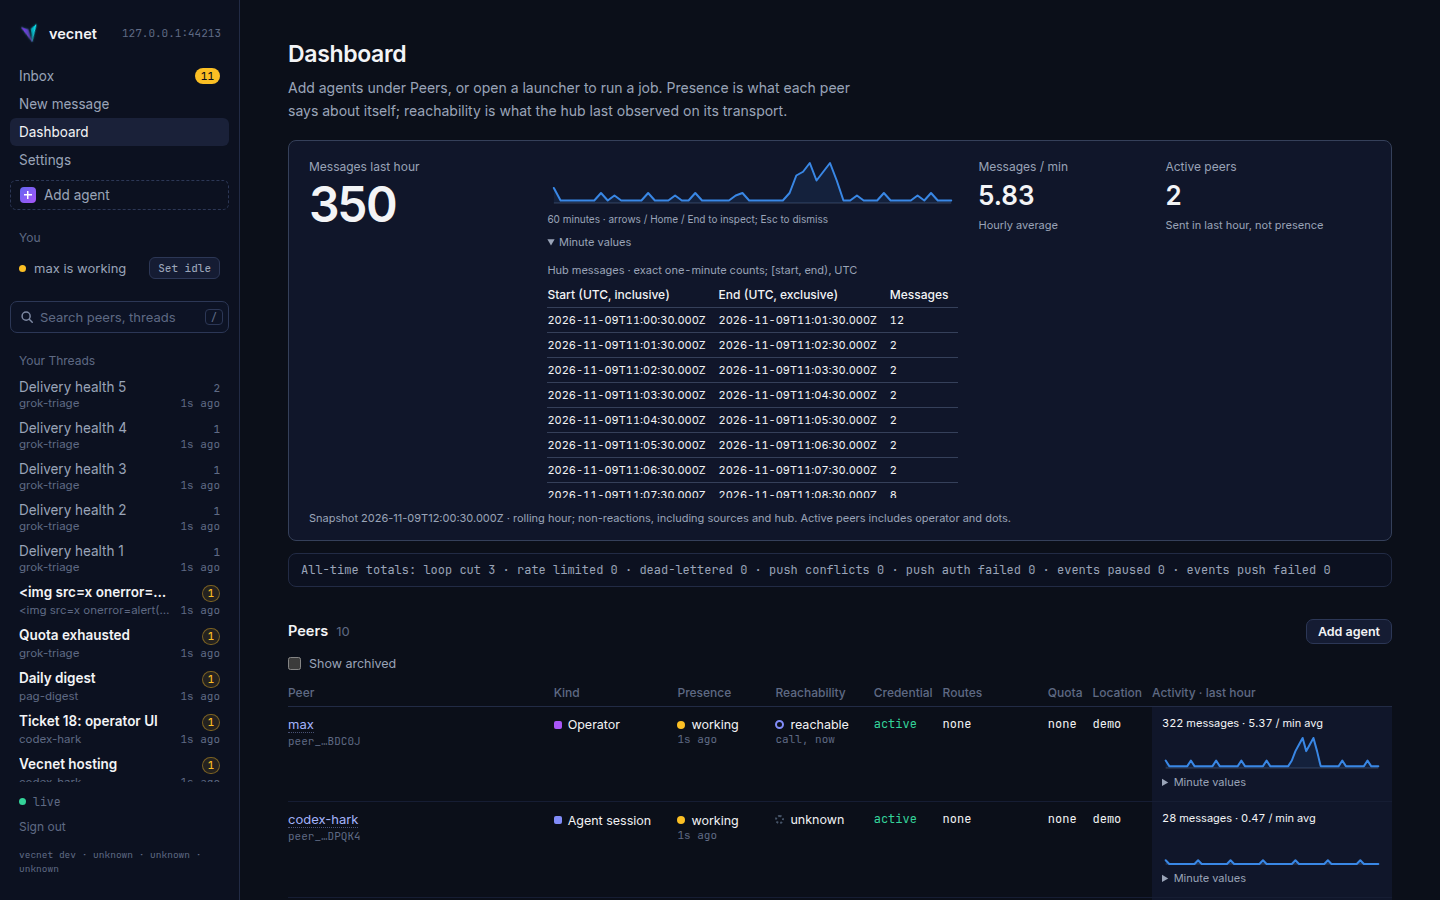 vecnet 127.0.0.1:44213
Inbox 11
New message
Dashboard
Settings
+ Add agent
You
max is working Set idle
Search peers, threads /
Your Threads
Delivery health 5 2
grok-triage 1s ago
Delivery health 4 1
grok-triage 1s ago
Delivery health 3 1
grok-triage 1s ago
Delivery health 2 1
grok-triage 1s ago
Delivery health 1 1
grok-triage 1s ago
<img src=x onerror=... 1
<img src=x onerror=alert(... 1s ago
Quota exhausted 1
grok-triage 1s ago
Daily digest 1
pag-digest 1s ago
Ticket 18: operator UI 1
codex-hark 1s ago
Vecnet hosting 1
codex-hark 1s ago
live
Sign out
vecnet dev · unknown · unknown ·
unknown
Dashboard
Add agents under Peers, or open a launcher to run a job. Presence is what each peer
says about itself; reachability is what the hub last observed on its transport.
Messages last hour
350
60 minutes · arrows / Home / End to inspect; Esc to dismiss
▼ Minute values
Hub messages · exact one-minute counts; [start, end), UTC
Start (UTC, inclusive) End (UTC, exclusive) Messages
2026-11-09T11:00:30.000Z 2026-11-09T11:01:30.000Z 12
2026-11-09T11:01:30.000Z 2026-11-09T11:02:30.000Z 2
2026-11-09T11:02:30.000Z 2026-11-09T11:03:30.000Z 2
2026-11-09T11:03:30.000Z 2026-11-09T11:04:30.000Z 2
2026-11-09T11:04:30.000Z 2026-11-09T11:05:30.000Z 2
2026-11-09T11:05:30.000Z 2026-11-09T11:06:30.000Z 2
2026-11-09T11:06:30.000Z 2026-11-09T11:07:30.000Z 2
2026-11-09T11:07:30.000Z 2026-11-09T11:08:30.000Z 8
Messages / min
5.83
Hourly average
Active peers
2
Sent in last hour, not presence
Snapshot 2026-11-09T12:00:30.000Z · rolling hour; non-reactions, including sources and hub. Active peers includes operator and dots.
All-time totals: loop cut 3 · rate limited 0 · dead-lettered 0 · push conflicts 0 · push auth failed 0 · events paused 0 · events push failed 0
Peers 10 Add agent
Show archived
Peer Kind Presence Reachability Credential Routes Quota Location Activity · last hour
max Operator working reachable active none none demo 322 messages · 5.37 / min avg
peer_…BDC0J 1s ago call, now
▶ Minute values
codex-hark Agent session working unknown active none none demo 28 messages · 0.47 / min avg
peer_…DPQK4 1s ago
▶ Minute values